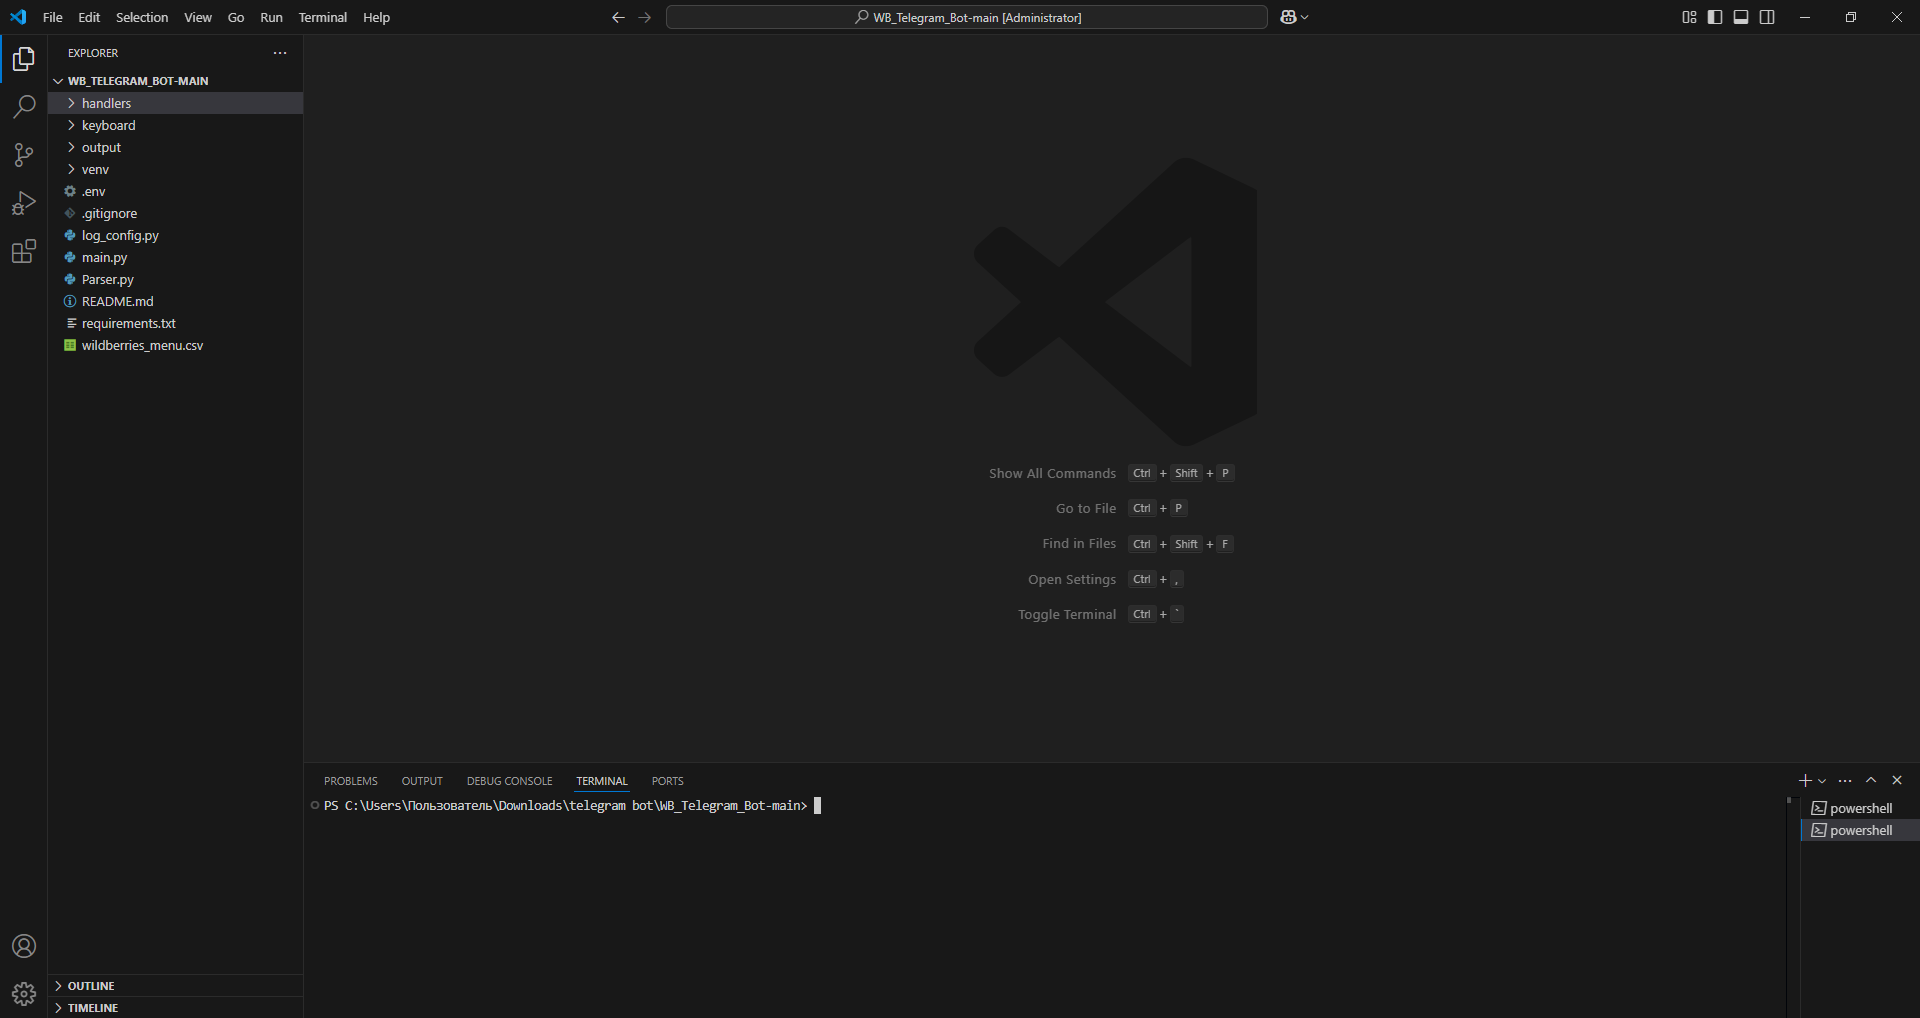 File Edit Selection View Go Run Terminal Help
WB_Telegram_Bot-main [Administrator]
EXPLORER
WB_TELEGRAM_BOT-MAIN
handlers
keyboard
output
venv
.env
.gitignore
log_config.py
main.py
Parser.py
README.md
requirements.txt
wildberries_menu.csv
OUTLINE
TIMELINE
Show All Commands Ctrl + Shift + P
Go to File Ctrl + P
Find in Files Ctrl + Shift + F
Open Settings Ctrl + ,
Toggle Terminal Ctrl + `
PROBLEMS OUTPUT DEBUG CONSOLE TERMINAL PORTS
PS C:\Users\Пользователь\Downloads\telegram bot\WB_Telegram_Bot-main>
powershell
powershell